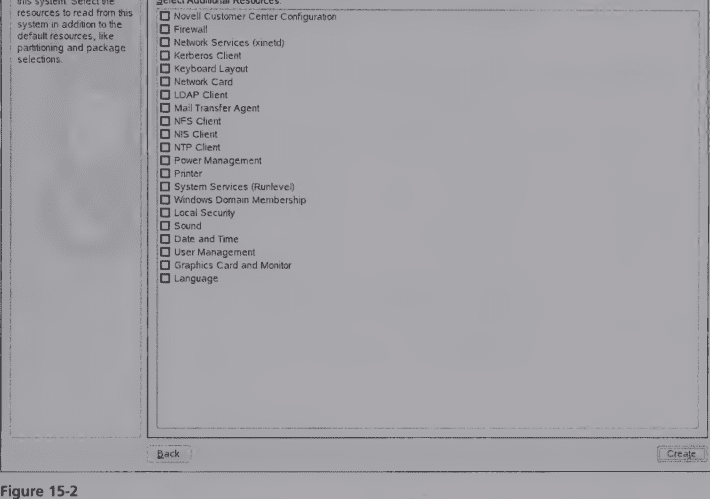 this system. Select the
resources to read from this
system in addition to the
default resources, like
partitioning and package
selections.
Select Additional Resources:
Novell Customer Center Configuration
Firewall
Network Services (xinetd)
Kerberos Client
Keyboard Layout
Network Card
LDAP Client
Mail Transfer Agent
NFS Client
NIS Client
NTP Client
Power Management
Printer
System Services (Runlevel)
Windows Domain Membership
Local Security
Sound
Date and Time
User Management
Graphics Card and Monitor
Language
Back
Create
Figure 15-2